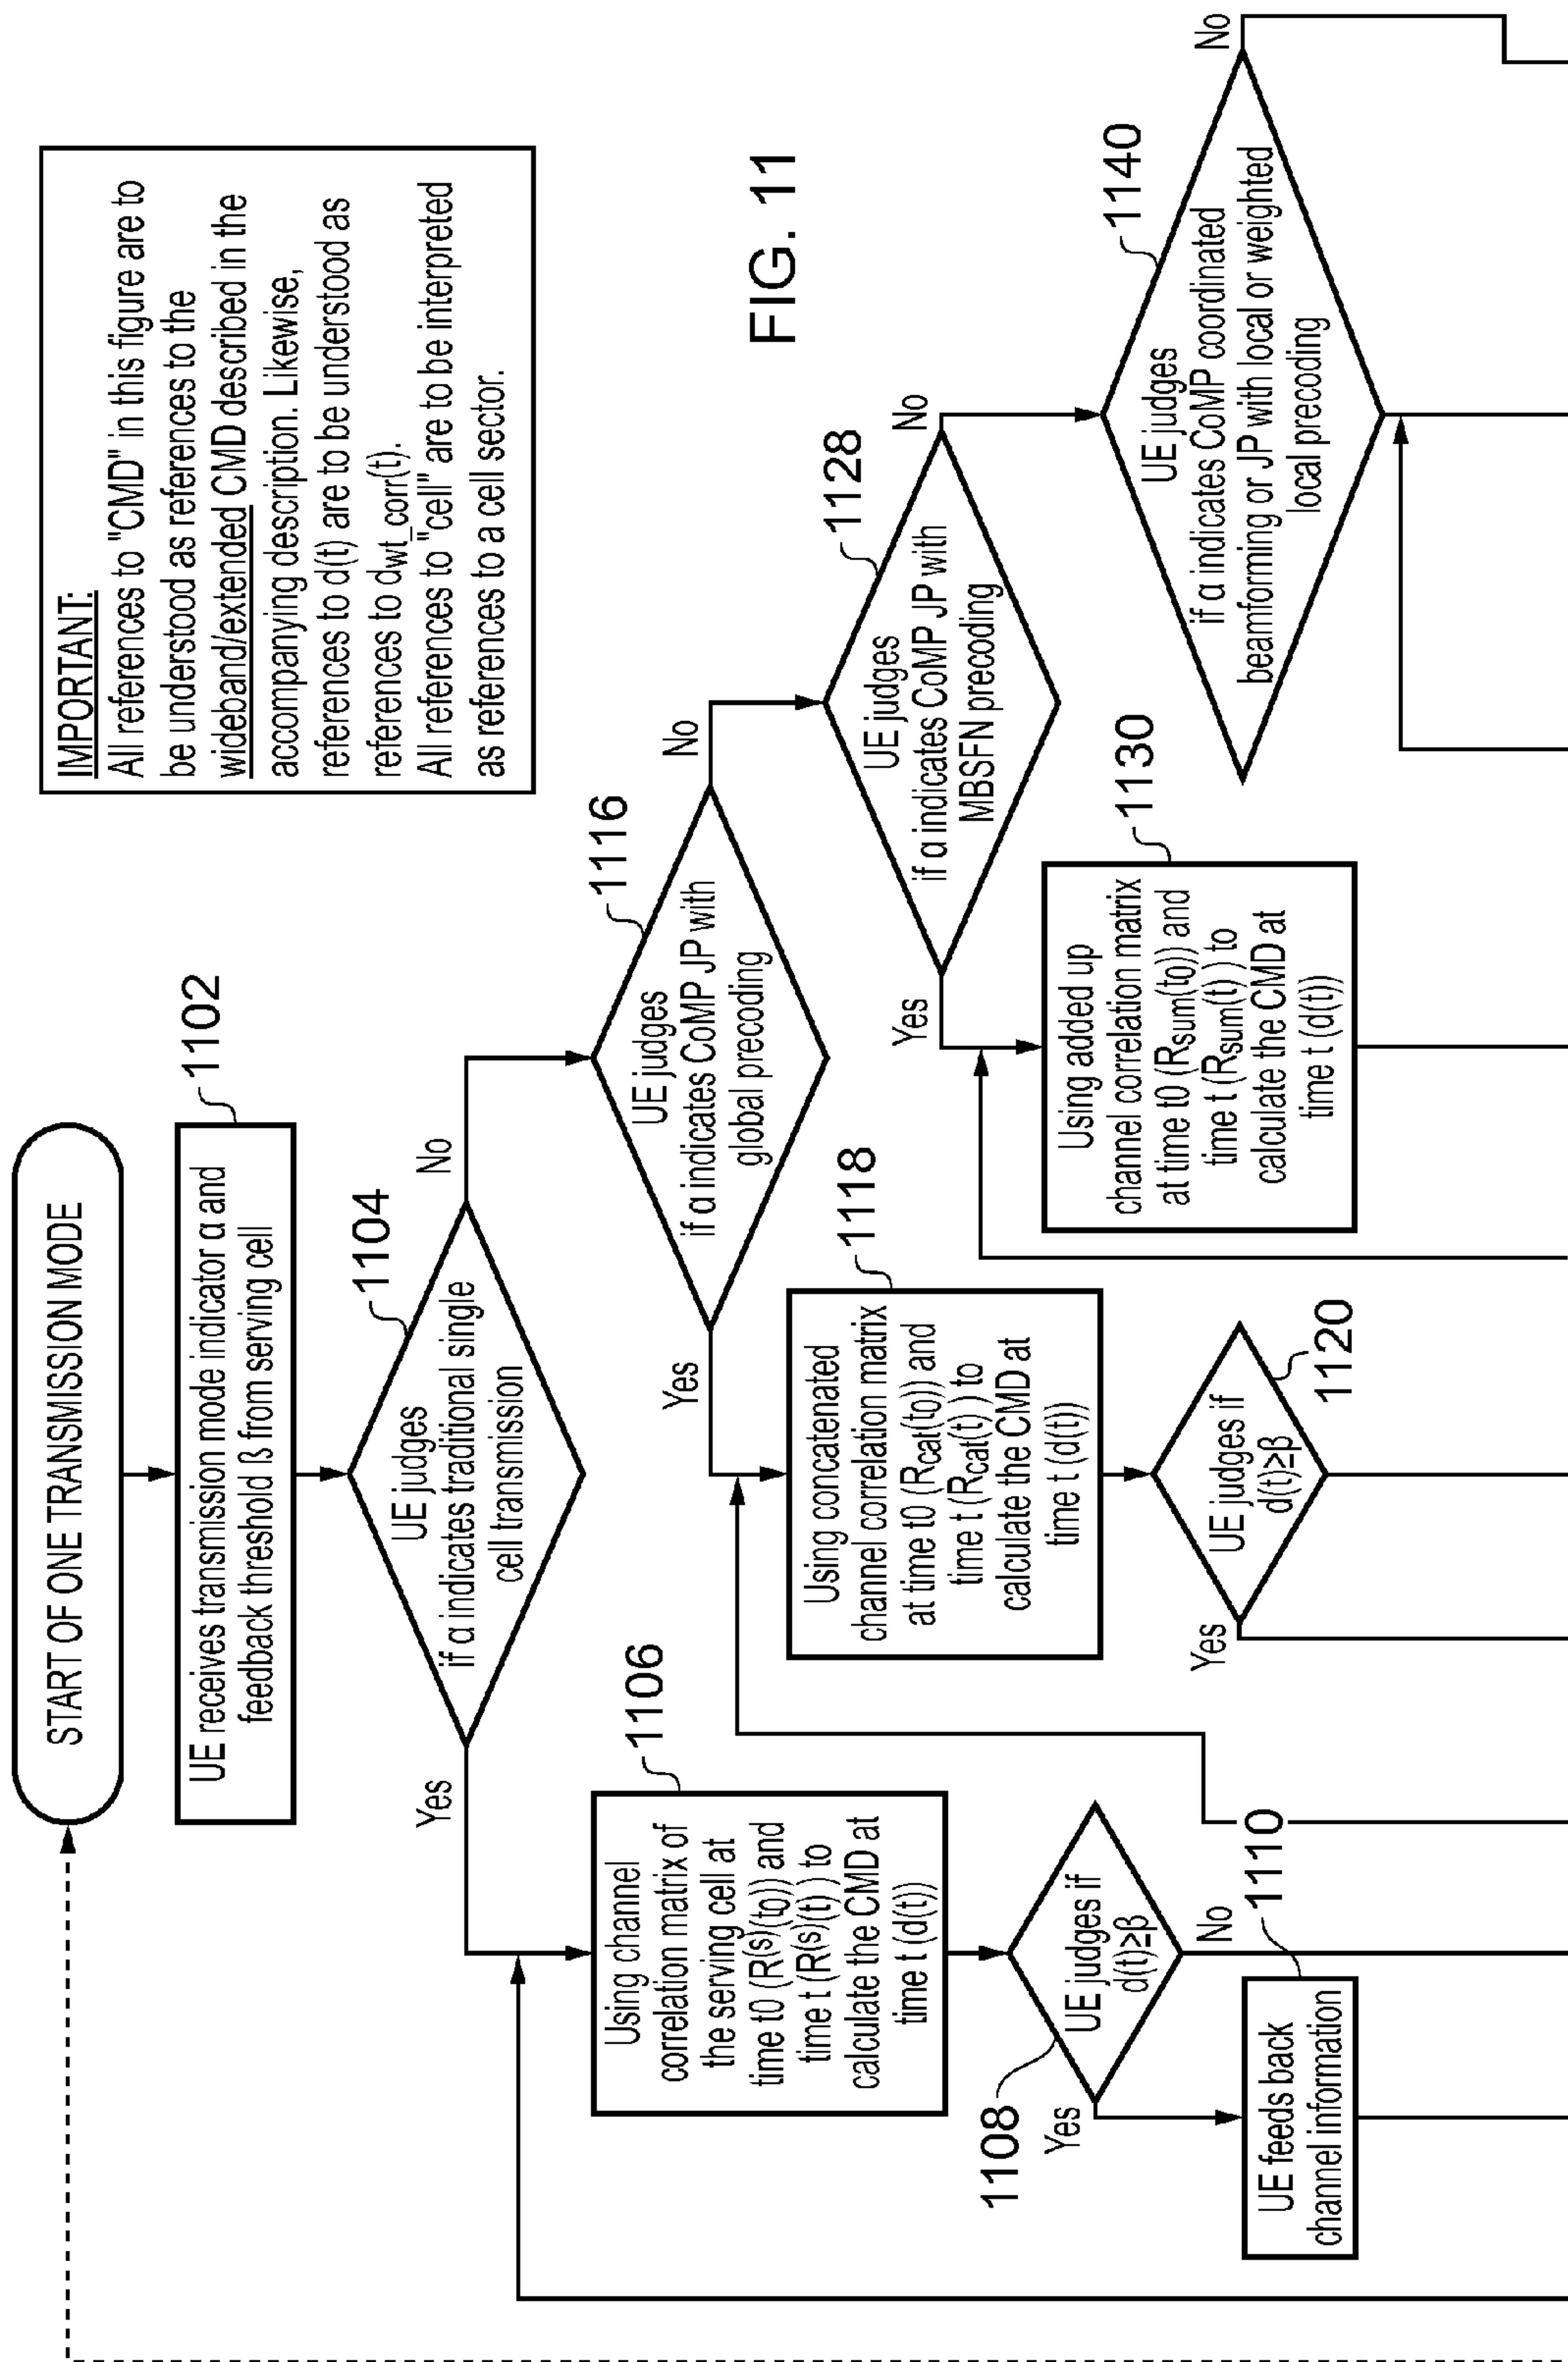 START OF ONE TRANSMISSION MODE
1102
UE receives transmission mode indicator α and
feedback threshold ß from serving cell
1104
UE judges
if α indicates traditional single
cell transmission
Yes
No
1106
Using channel
correlation matrix of
the serving cell at
time t0 (R(s)(t0)) and
time t (R(s)(t) ) to
calculate the CMD at
time t (d(t))
1108
UE judges if
d(t)≥β
Yes
No
1110
UE feeds back
channel information
1116
UE judges
if α indicates CoMP JP with
global precoding
Yes
No
1118
Using concatenated
channel correlation matrix
at time t0 (Rcat(t0)) and
time t (Rcat(t) ) to
calculate the CMD at
time t (d(t))
1120
UE judges if
d(t)≥β
Yes
1128
UE judges
if α indicates CoMP JP with
MBSFN precoding
Yes
No
1130
Using added up
channel correlation matrix
at time t0 (Rsum(to)) and
time t (Rsum(t) ) to
calculate the CMD at
time t (d(t))
1140
UE judges
if α indicates CoMP coordinated
beamforming or JP with local or weighted
local precoding
No
IMPORTANT:
All references to "CMD" in this figure are to
be understood as references to the
wideband/extended CMD described in the
accompanying description. Likewise,
references to d(t) are to be understood as
references to dwt_corr(t).
All references to "cell" are to be interpreted
as references to a cell sector.
FIG. 11